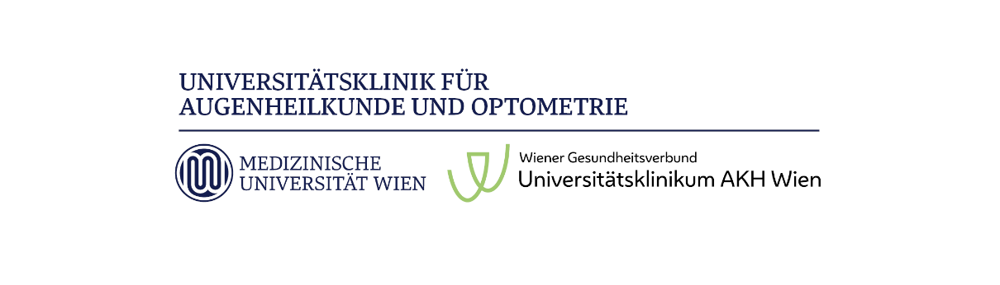 UNIVERSITÄTSKLINIK FÜR
AUGENHEILKUNDE UND OPTOMETRIE
MEDIZINISCHE
UNIVERSITÄT WIEN
Wiener Gesundheitsverbund
Universitätsklinikum AKH Wien